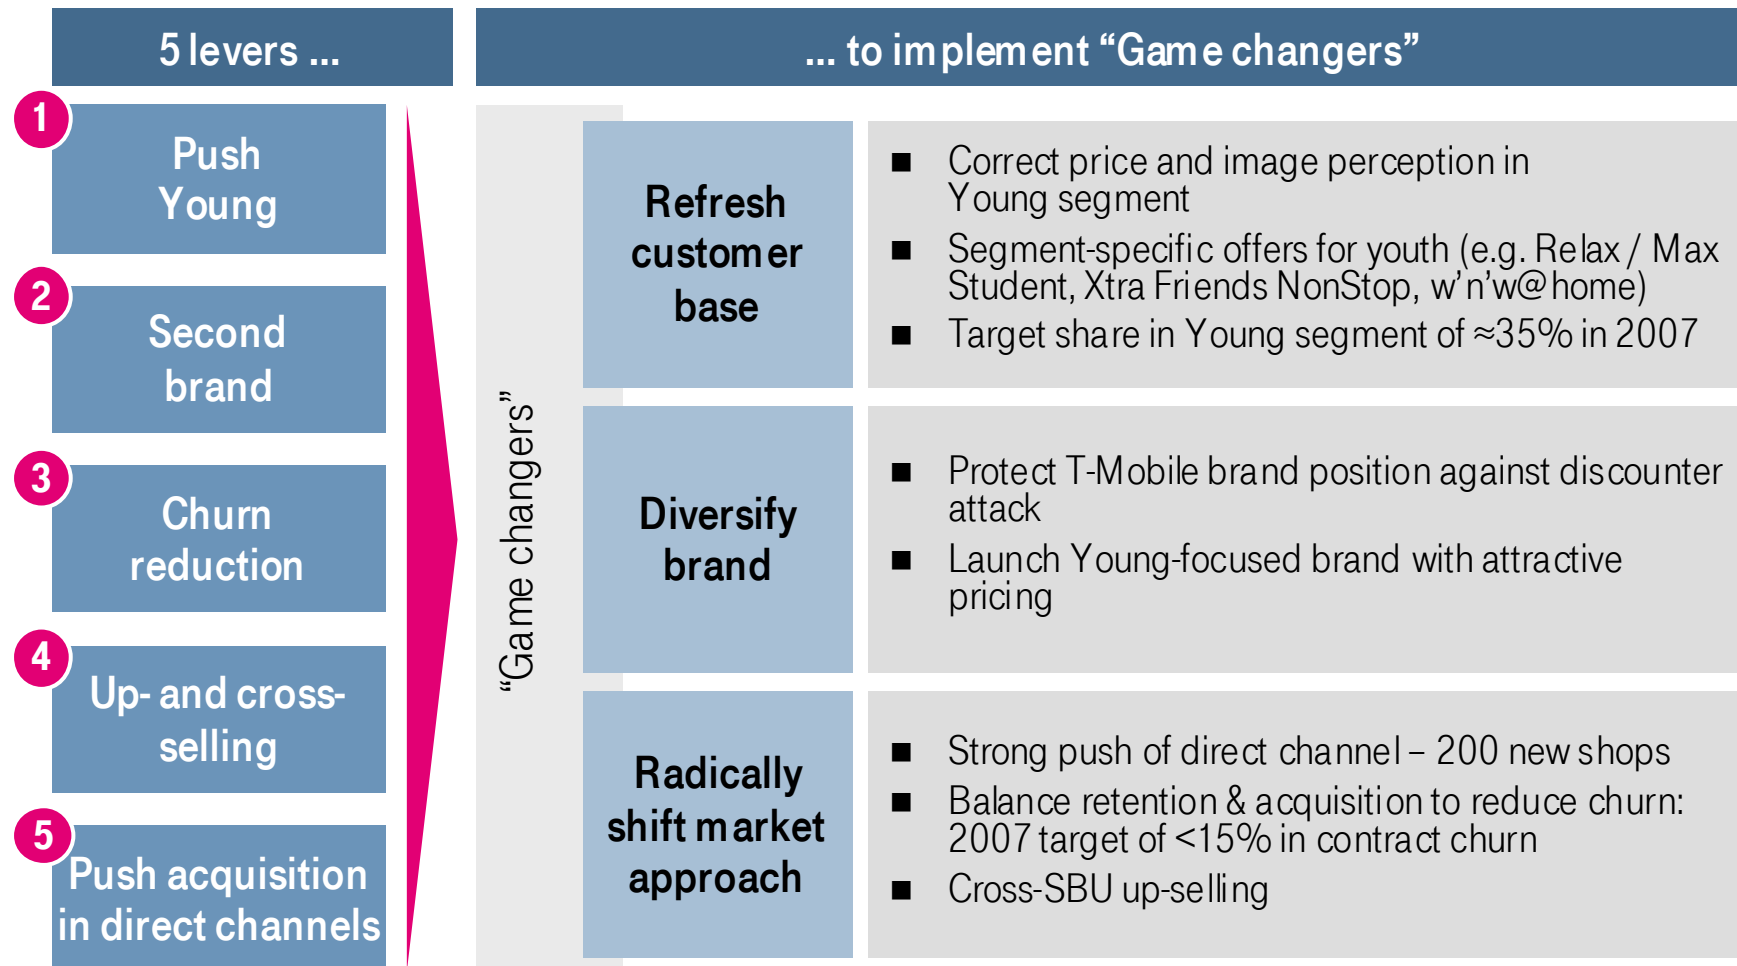 5 levers ...
... to implement “Game changers”
1
Push
Young
2
Second
brand
3
Churn
reduction
4
Up- and cross-
selling
5
Push acquisition
in direct channels
“Game changers”
Refresh
customer
base
■ Correct price and image perception in
Young segment
■ Segment-specific offers for youth (e.g. Relax / Max
Student, Xtra Friends NonStop, w’n’w@home)
■ Target share in Young segment of ≈35% in 2007
Diversify
brand
■ Protect T-Mobile brand position against discounter
attack
■ Launch Young-focused brand with attractive
pricing
Radically
shift market
approach
■ Strong push of direct channel – 200 new shops
■ Balance retention & acquisition to reduce churn:
2007 target of <15% in contract churn
■ Cross-SBU up-selling